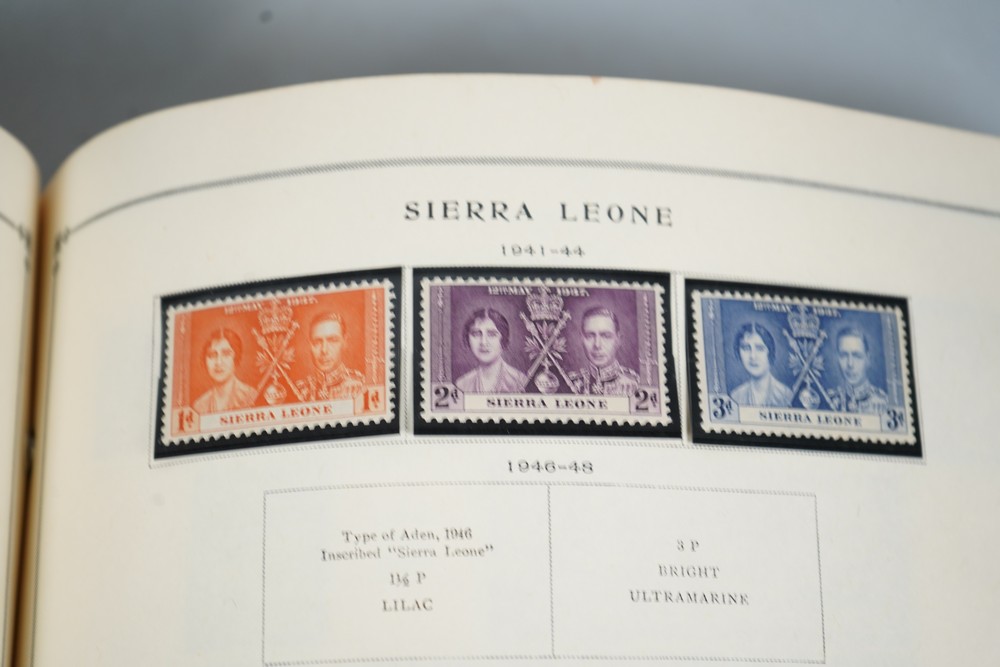 SIERRA LEONE
1941-44
12TH MAY 1937.
1d SIERRA LEONE 1d
12TH MAY 1937.
2d SIERRA LEONE 2d
12TH MAY 1937.
3d SIERRA LEONE 3d
1946-48
Type of Aden, 1946
Inscribed "Sierra Leone"
1½ P
LILAC
3 P
BRIGHT
ULTRAMARINE